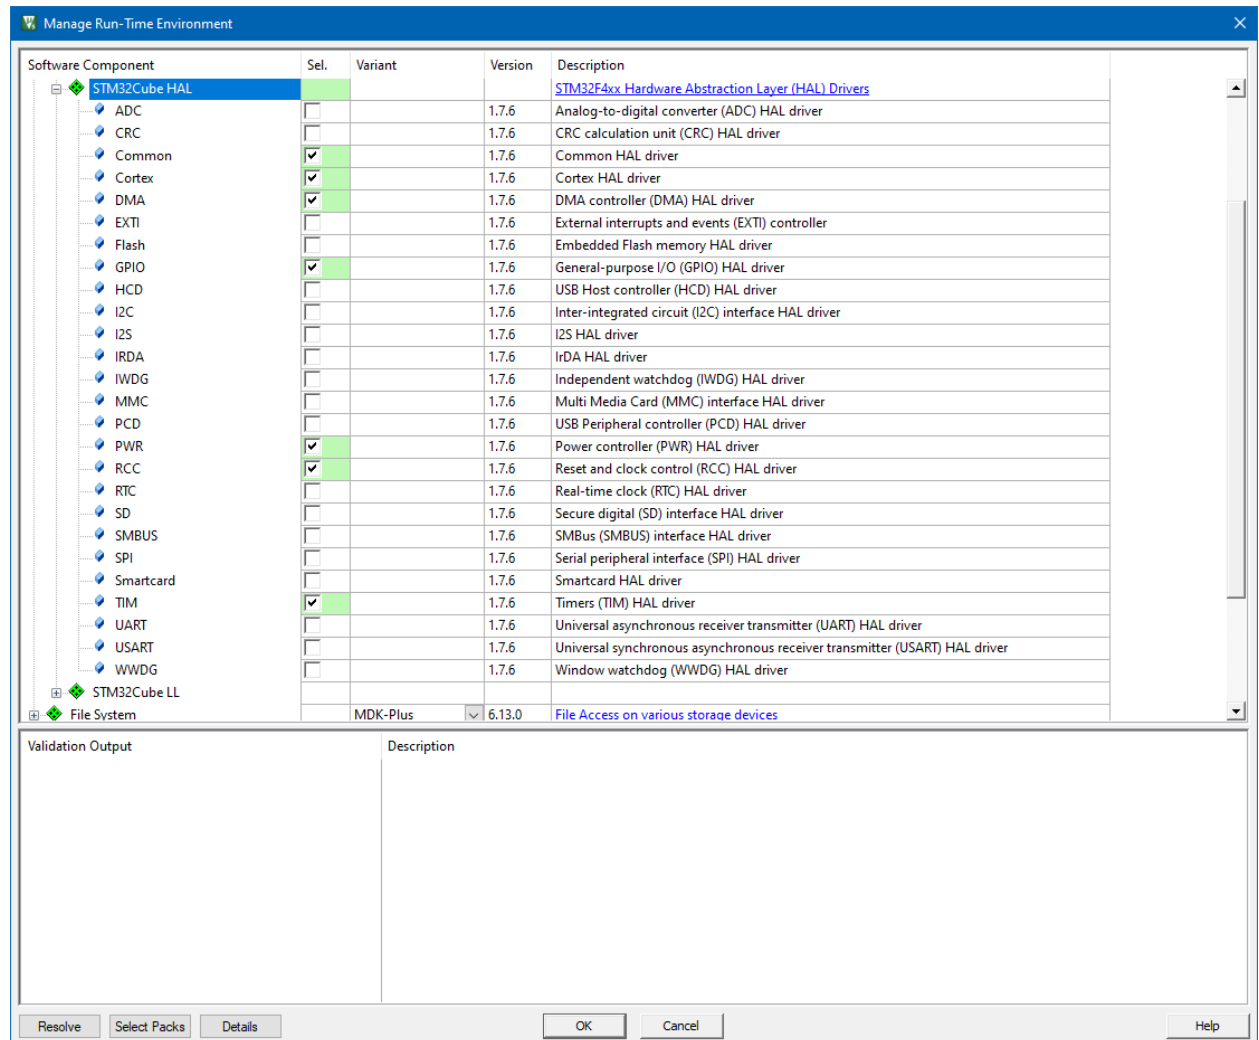 Manage Run-Time Environment
Software Component Sel. Variant Version Description
STM32Cube HAL STM32F4xx Hardware Abstraction Layer (HAL) Drivers
ADC 1.7.6 Analog-to-digital converter (ADC) HAL driver
CRC 1.7.6 CRC calculation unit (CRC) HAL driver
Common 1.7.6 Common HAL driver
Cortex 1.7.6 Cortex HAL driver
DMA 1.7.6 DMA controller (DMA) HAL driver
EXTI 1.7.6 External interrupts and events (EXTI) controller
Flash 1.7.6 Embedded Flash memory HAL driver
GPIO 1.7.6 General-purpose I/O (GPIO) HAL driver
HCD 1.7.6 USB Host controller (HCD) HAL driver
I2C 1.7.6 Inter-integrated circuit (I2C) interface HAL driver
I2S 1.7.6 I2S HAL driver
IRDA 1.7.6 IrDA HAL driver
IWDG 1.7.6 Independent watchdog (IWDG) HAL driver
MMC 1.7.6 Multi Media Card (MMC) interface HAL driver
PCD 1.7.6 USB Peripheral controller (PCD) HAL driver
PWR 1.7.6 Power controller (PWR) HAL driver
RCC 1.7.6 Reset and clock control (RCC) HAL driver
RTC 1.7.6 Real-time clock (RTC) HAL driver
SD 1.7.6 Secure digital (SD) interface HAL driver
SMBUS 1.7.6 SMBus (SMBUS) interface HAL driver
SPI 1.7.6 Serial peripheral interface (SPI) HAL driver
Smartcard 1.7.6 Smartcard HAL driver
TIM 1.7.6 Timers (TIM) HAL driver
UART 1.7.6 Universal asynchronous receiver transmitter (UART) HAL driver
USART 1.7.6 Universal synchronous asynchronous receiver transmitter (USART) HAL driver
WWDG 1.7.6 Window watchdog (WWDG) HAL driver
STM32Cube LL
File System MDK-Plus 6.13.0 File Access on various storage devices
Validation Output Description
Resolve Select Packs Details OK Cancel Help